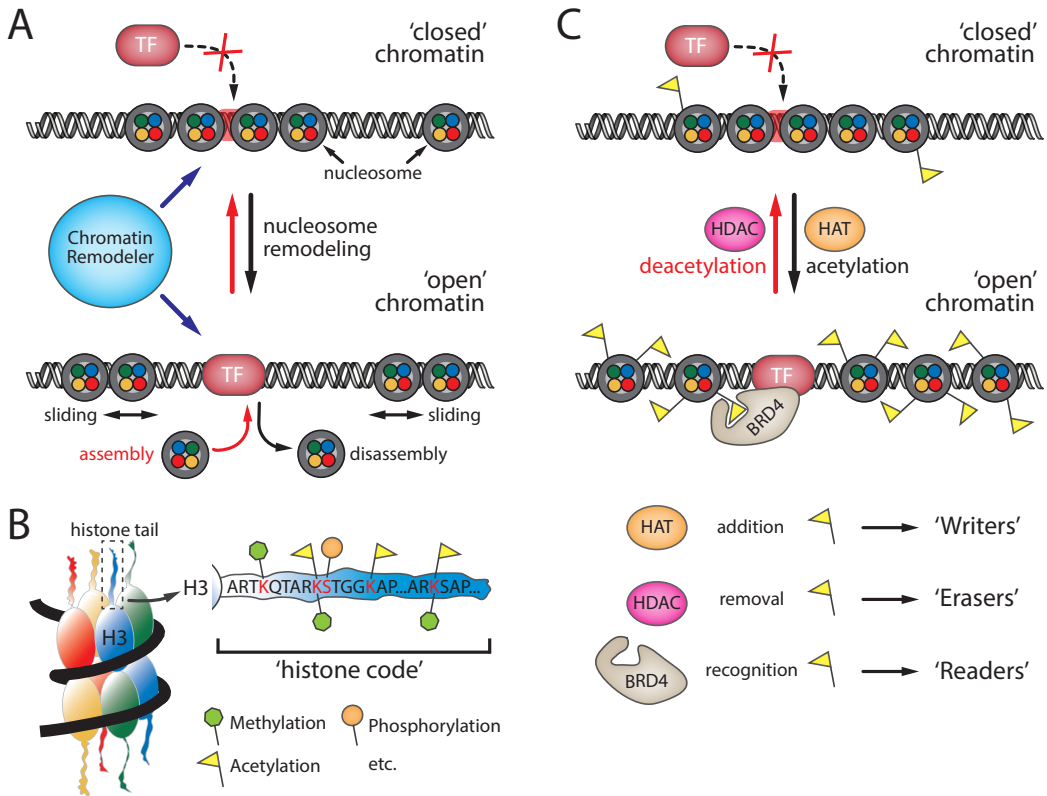 A
TF
'closed'
chromatin
nucleosome
Chromatin
Remodeler
nucleosome
remodeling
'open'
chromatin
TF
sliding
sliding
assembly
disassembly
B
histone tail
H3
H3
ARTKQTARKSTGGKAP...ARKSAP...
'histone code'
Methylation
Phosphorylation
Acetylation
etc.
C
TF
'closed'
chromatin
HDAC
HAT
deacetylation
acetylation
'open'
chromatin
TF
BRD4
HAT
addition
'Writers'
HDAC
removal
'Erasers'
BRD4
recognition
'Readers'